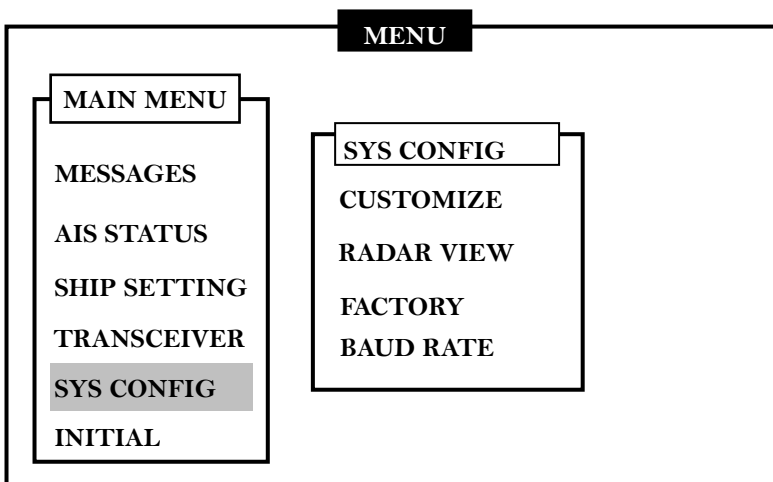 MENU
MAIN MENU
MESSAGES
AIS STATUS
SHIP SETTING
TRANSCEIVER
SYS CONFIG
INITIAL
SYS CONFIG
CUSTOMIZE
RADAR VIEW
FACTORY
BAUD RATE